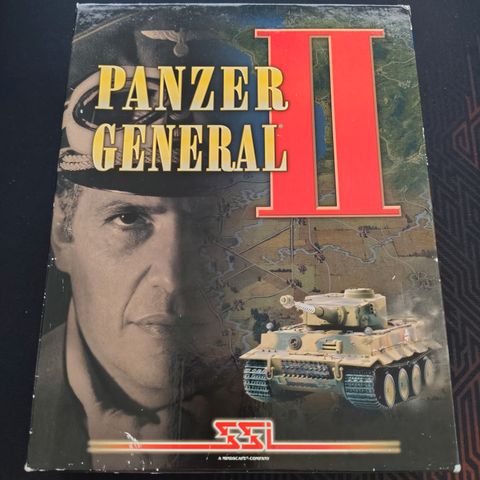 PANZER
GENERAL
II
SSI
A MINDSCAPE COMPANY